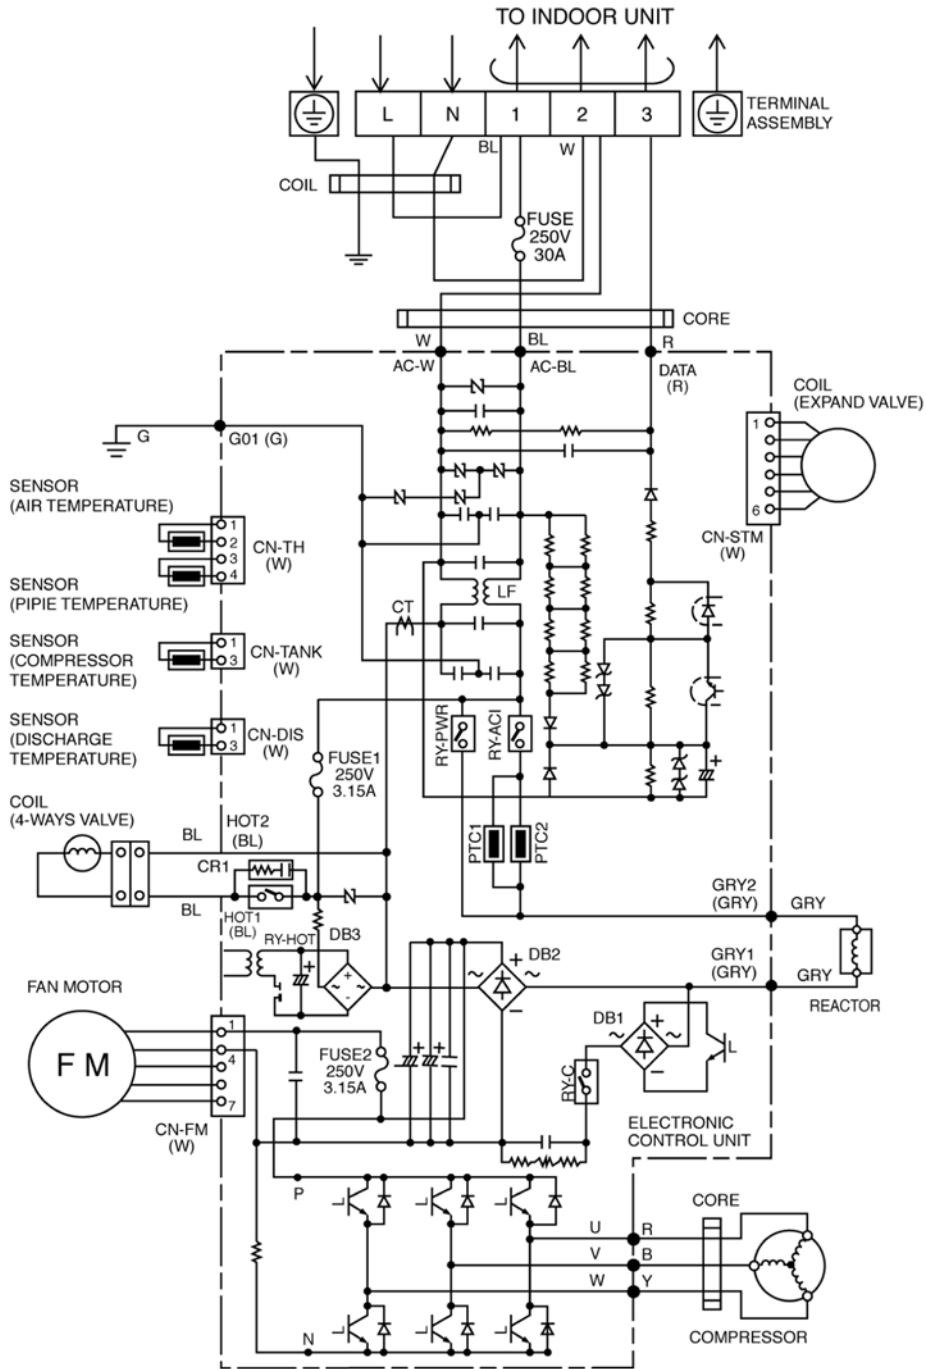 TO INDOOR UNIT
L N 1 2 3
TERMINAL
ASSEMBLY
BL W
COIL
FUSE
250V
30A
CORE
W BL R
AC-W AC-BL DATA
(R)
COIL
(EXPAND VALVE)
1
6
CN-STM
(W)
G G01 (G)
SENSOR
(AIR TEMPERATURE)
1
2
3
4
CN-TH
(W)
SENSOR
(PIPIE TEMPERATURE)
LF
CT
SENSOR
(COMPRESSOR
TEMPERATURE)
1
3
CN-TANK
(W)
SENSOR
(DISCHARGE
TEMPERATURE)
1
3
CN-DIS
(W)
RY-PWR
RY-ACI
FUSE1
250V
3.15A
COIL
(4-WAYS VALVE)
BL
HOT2
(BL)
CR1
PTC1
PTC2
BL
HOT1
(BL)
RY-HOT
DB3
+
~ ~
-
+
GRY2
(GRY)
GRY
GRY1
(GRY)
GRY
REACTOR
DB2
+
~ ~
−
DB1
+
~ ~
−
L
RY-C
FAN MOTOR
F M
1
4
7
CN-FM
(W)
FUSE2
250V
3.15A
+ +
ELECTRONIC
CONTROL UNIT
P
L L L
CORE
U R
V B
W Y
COMPRESSOR
N
L L L